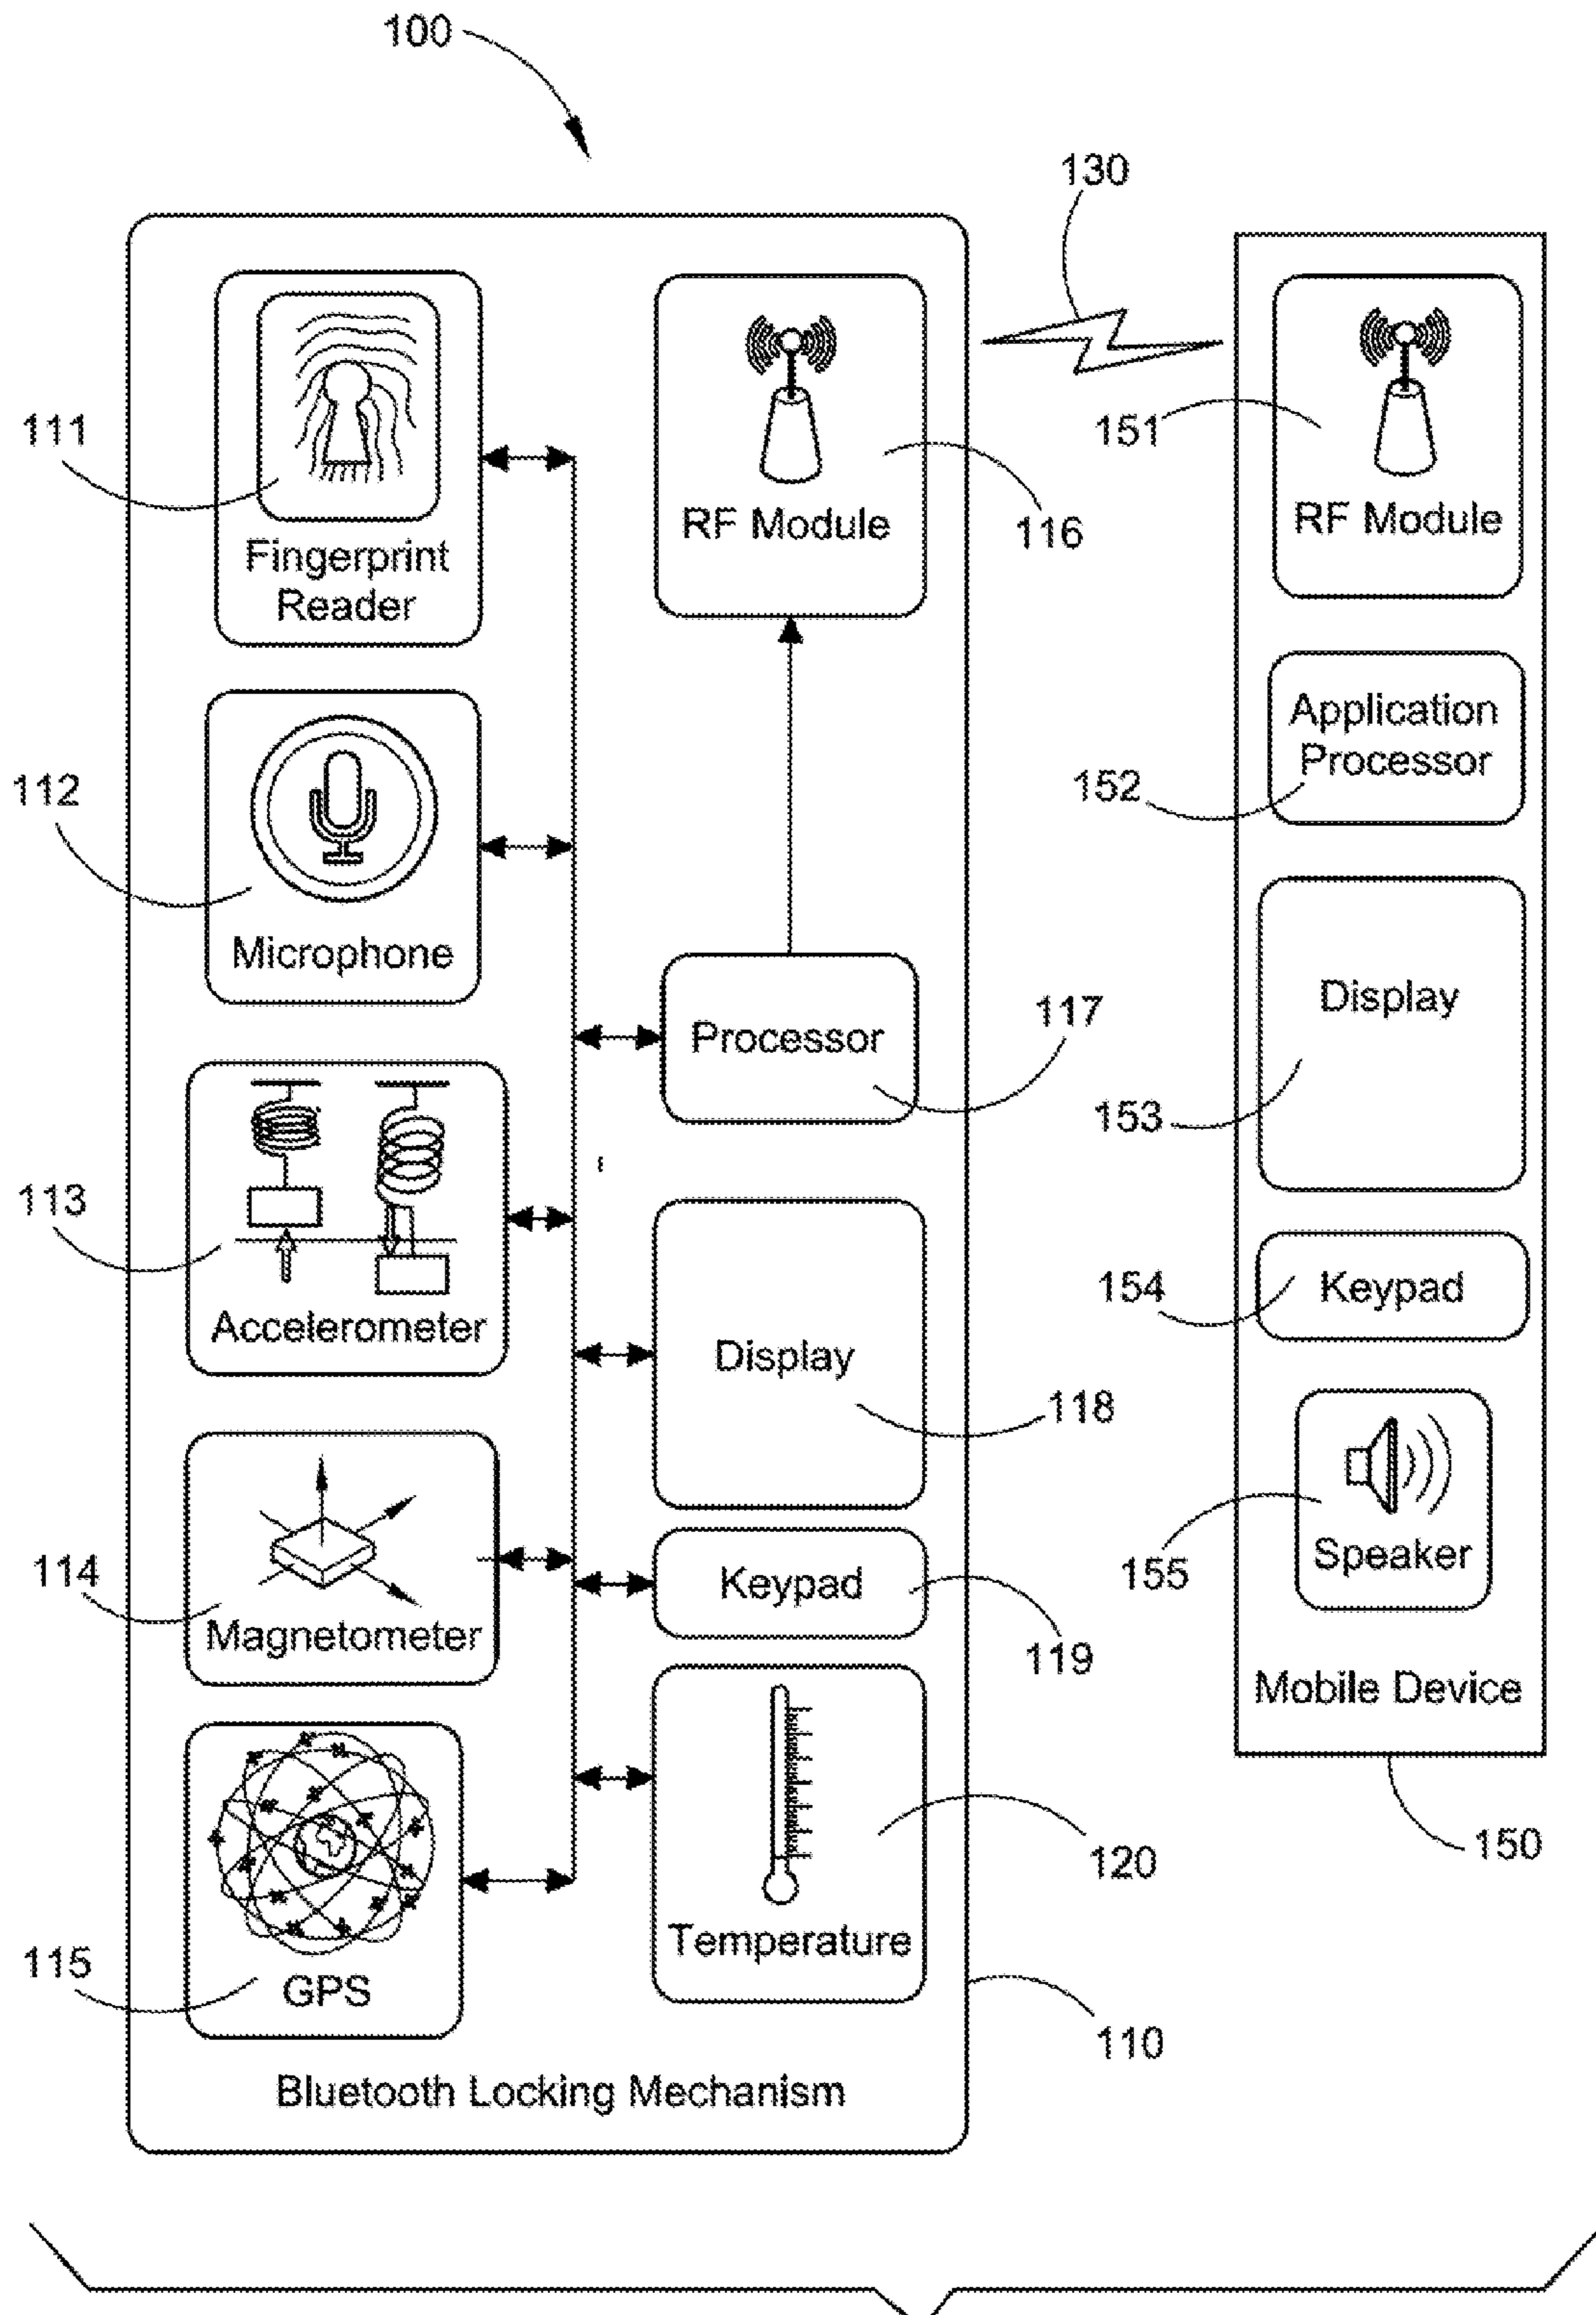 100
130
111
Fingerprint
Reader
RF Module
116
151
RF Module
112
Microphone
Application
Processor
152
Processor
117
Display
153
113
Accelerometer
Display
118
154
Keypad
114
Magnetometer
Keypad
119
155
Speaker
Mobile Device
150
115
GPS
Temperature
120
110
Bluetooth Locking Mechanism